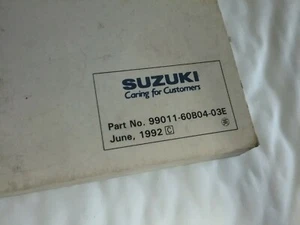 SUZUKI
Caring for Customers
Part No. 99011-60B04-03E
June, 1992 C